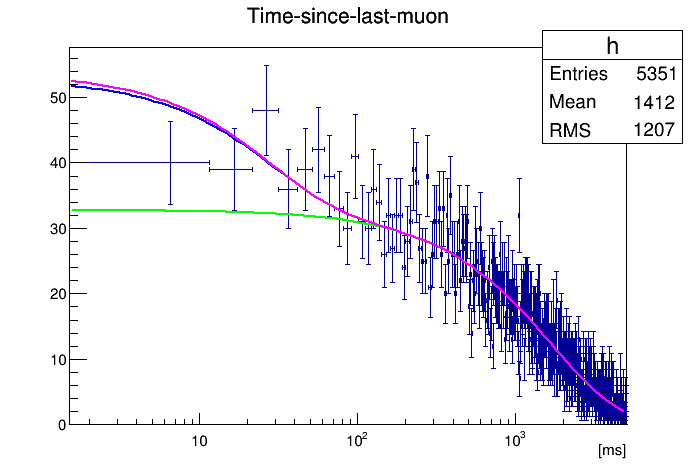 Time-since-last-muon
h
Entries 5351
Mean 1412
RMS 1207
50
40
30
20
10
0
10 10² 10³
[ms]